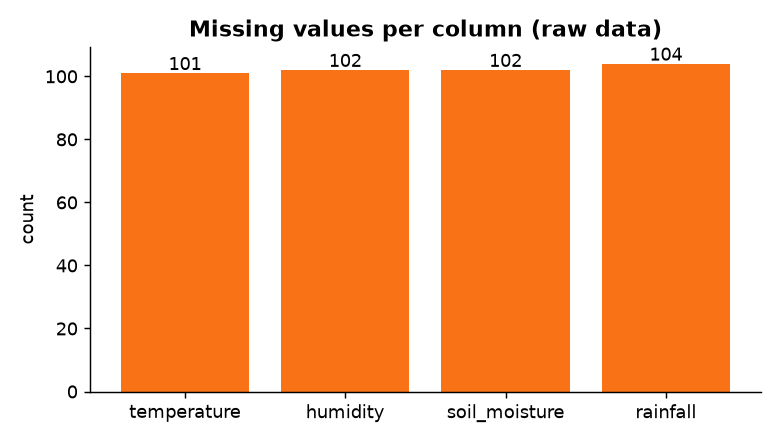 Missing values per column (raw data)
101
102
102
104
100
80
60
40
20
0
count
temperature
humidity
soil_moisture
rainfall